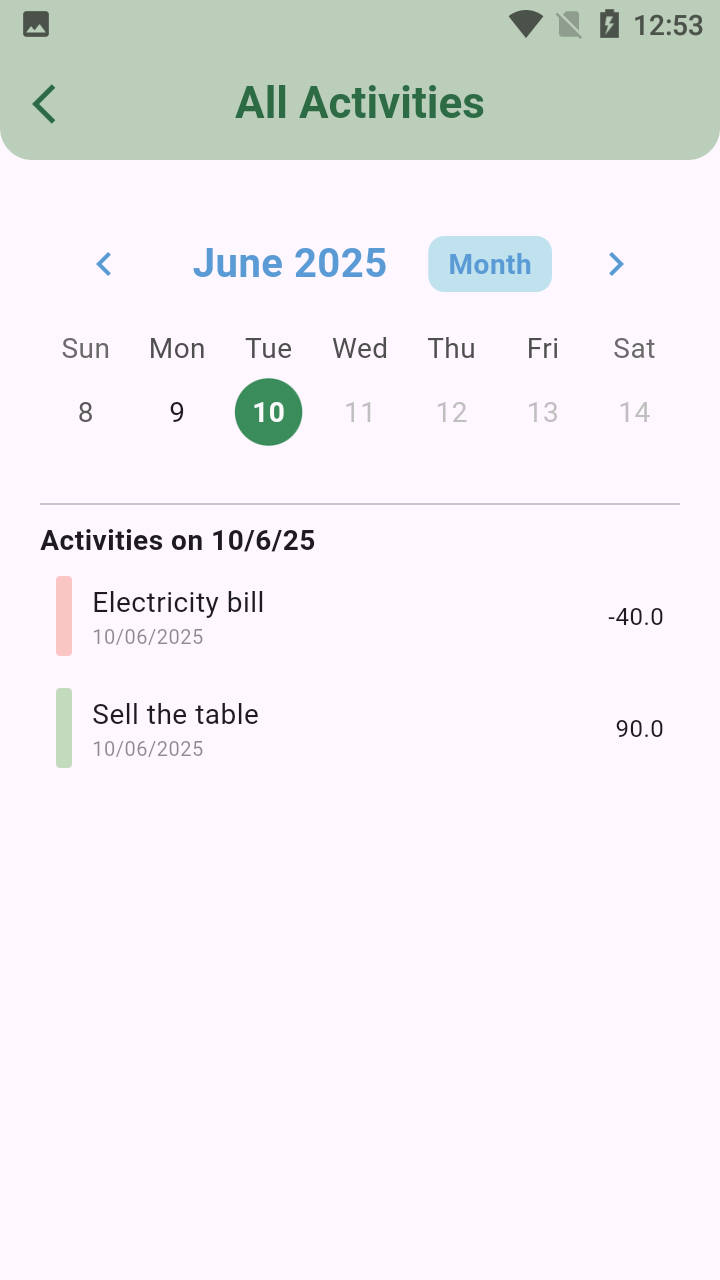 12:53
All Activities
June 2025 Month
Sun Mon Tue Wed Thu Fri Sat
8 9 10 11 12 13 14
Activities on 10/6/25
Electricity bill
-40.0
10/06/2025
Sell the table
90.0
10/06/2025